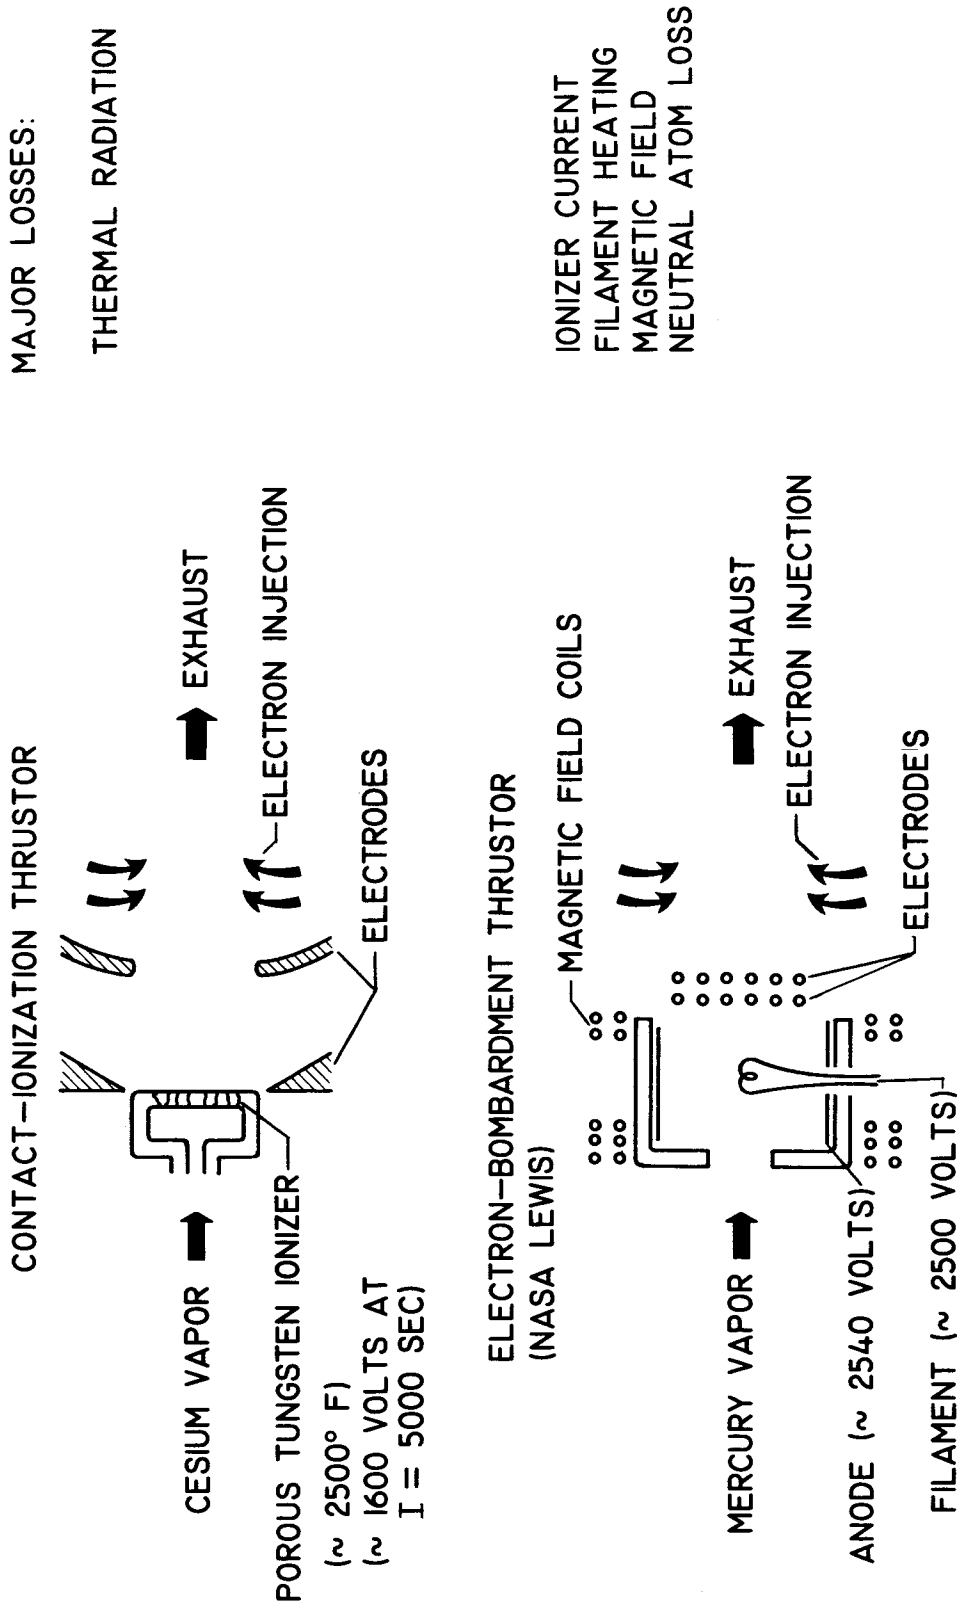 CONTACT–IONIZATION THRUSTOR
MAJOR LOSSES:
THERMAL RADIATION
CESIUM VAPOR
EXHAUST
POROUS TUNGSTEN IONIZER
ELECTRON INJECTION
(~ 2500° F)
(~ 1600 VOLTS AT
I = 5000 SEC)
ELECTRODES
ELECTRON–BOMBARDMENT THRUSTOR
(NASA LEWIS)
MAGNETIC FIELD COILS
IONIZER CURRENT
FILAMENT HEATING
MAGNETIC FIELD
NEUTRAL ATOM LOSS
MERCURY VAPOR
EXHAUST
ELECTRON INJECTION
ANODE (~ 2540 VOLTS)
ELECTRODES
FILAMENT (~ 2500 VOLTS)